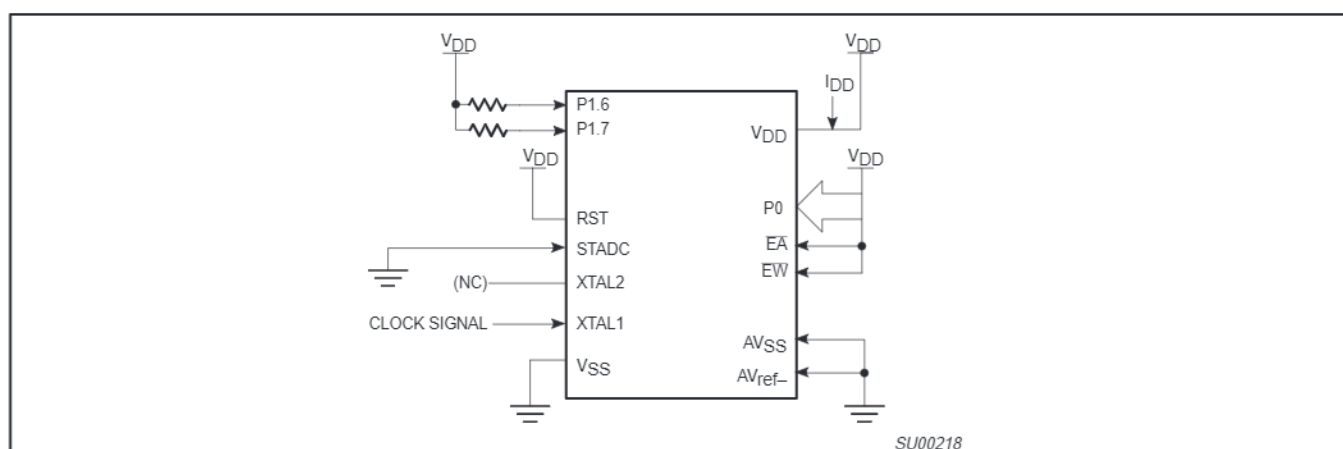 VDD
VDD
IDD
P1.6
P1.7
VDD
VDD
VDD
P0
RST
EA
STADC
EW
(NC)
XTAL2
CLOCK SIGNAL
XTAL1
AVSS
VSS
AVref–
SU00218